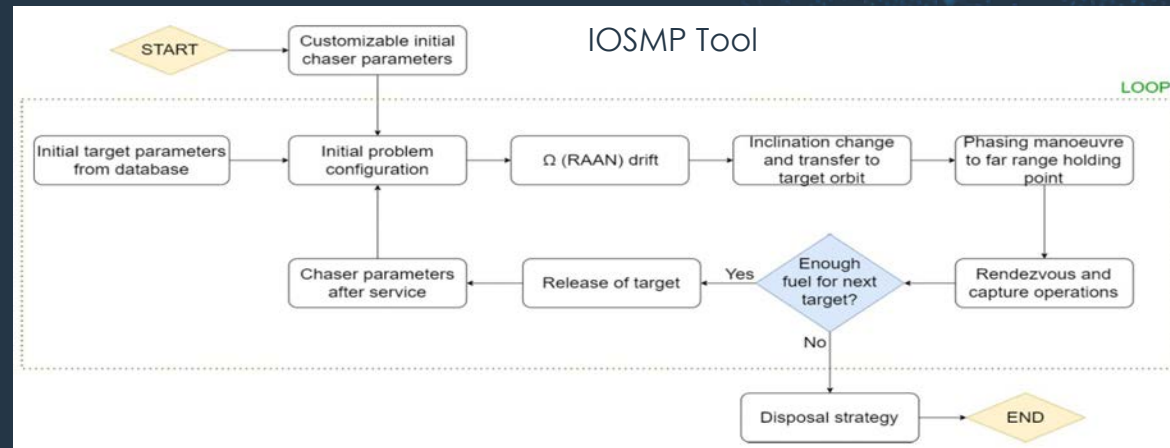 IOSMP Tool
START
Customizable initial
chaser parameters
LOOP
Initial target parameters
from database
Initial problem
configuration
Ω (RAAN) drift
Inclination change
and transfer to
target orbit
Phasing manoeuvre
to far range holding
point
Chaser parameters
after service
Release of target
Yes
Enough
fuel for next
target?
Rendezvous and
capture operations
No
Disposal strategy
END